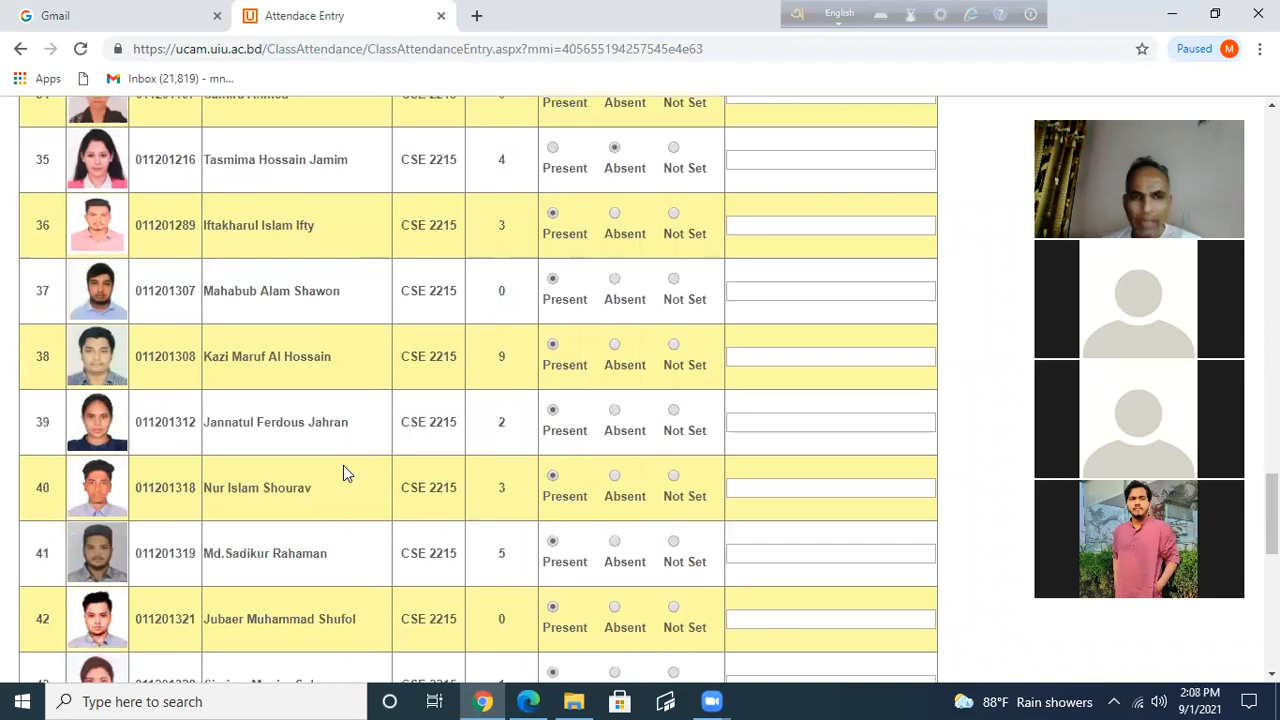 Gmail
Attendace Entry
English
https://ucam.uiu.ac.bd/ClassAttendance/ClassAttendanceEntry.aspx?mmi=405655194257545e4e63
Paused M
Apps
Inbox (21,819) - mn...
Present Absent Not Set
35 011201216 Tasmima Hossain Jamim CSE 2215 4 Present Absent Not Set
36 011201289 Iftakharul Islam Ifty CSE 2215 3 Present Absent Not Set
37 011201307 Mahabub Alam Shawon CSE 2215 0 Present Absent Not Set
38 011201308 Kazi Maruf Al Hossain CSE 2215 9 Present Absent Not Set
39 011201312 Jannatul Ferdous Jahran CSE 2215 2 Present Absent Not Set
40 011201318 Nur Islam Shourav CSE 2215 3 Present Absent Not Set
41 011201319 Md.Sadikur Rahaman CSE 2215 5 Present Absent Not Set
42 011201321 Jubaer Muhammad Shufol CSE 2215 0 Present Absent Not Set
Type here to search
88°F Rain showers
2:08 PM
9/1/2021